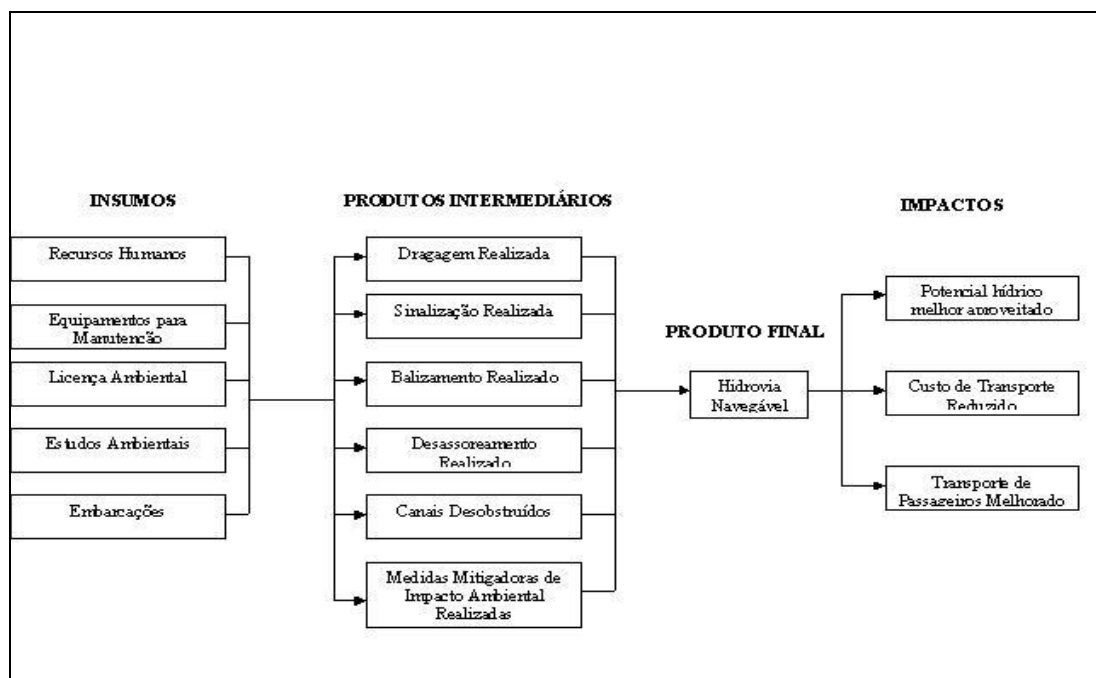 INSUMOS
Recursos Humanos
Equipamentos para
Manutenção
Licença Ambiental
Estudos Ambientais
Embarcações
PRODUTOS INTERMEDIÁRIOS
Dragagem Realizada
Sinalização Realizada
Balizamento Realizado
Desassoreamento
Realizado
Canais Desobstruídos
Medidas Mitigadoras de
Impacto Ambiental
Realizadas
PRODUTO FINAL
Hidrovia
Navegável
IMPACTOS
Potencial hídrico
melhor aproveitado
Custo de Transporte
Reduzido
Transporte de
Passageiros Melhorado